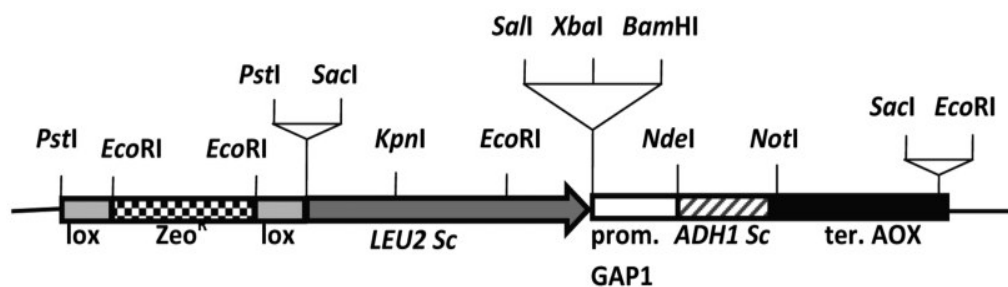 SalI XbaI BamHI
PstI SacI
SacI EcoRI
PstI EcoRI EcoRI KpnI EcoRI NdeI NotI
lox Zeo^R lox LEU2 Sc prom. ADH1 Sc ter. AOX
GAP1